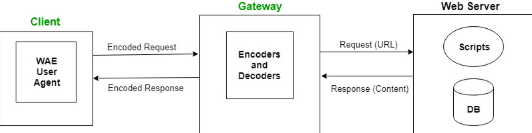 Client
Gateway
Web Server
WAE
User
Agent
Encoded Request
Encoded Response
Encoders
and
Decoders
Request (URL)
Response (Content)
Scripts
DB